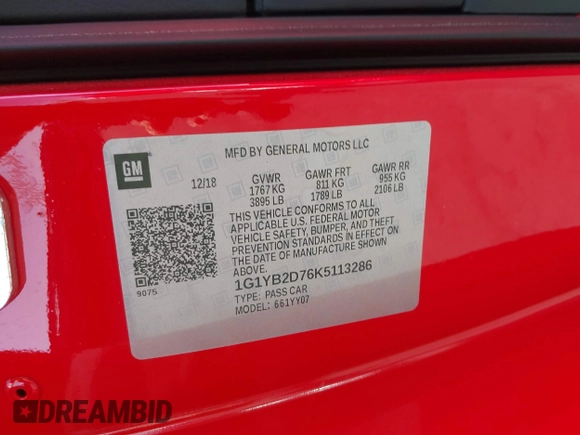 MFD BY GENERAL MOTORS LLC
GM
12/18
GVWR GAWR FRT GAWR RR
1767 KG 811 KG 955 KG
3895 LB 1789 LB 2106 LB
THIS VEHICLE CONFORMS TO ALL
APPLICABLE U.S. FEDERAL MOTOR
VEHICLE SAFETY, BUMPER, AND THEFT
PREVENTION STANDARDS IN EFFECT ON
THE DATE OF MANUFACTURE SHOWN ABOVE.
1G1YB2D76K5113286
9075
TYPE: PASS CAR
MODEL: 661YY07
DREAMBID